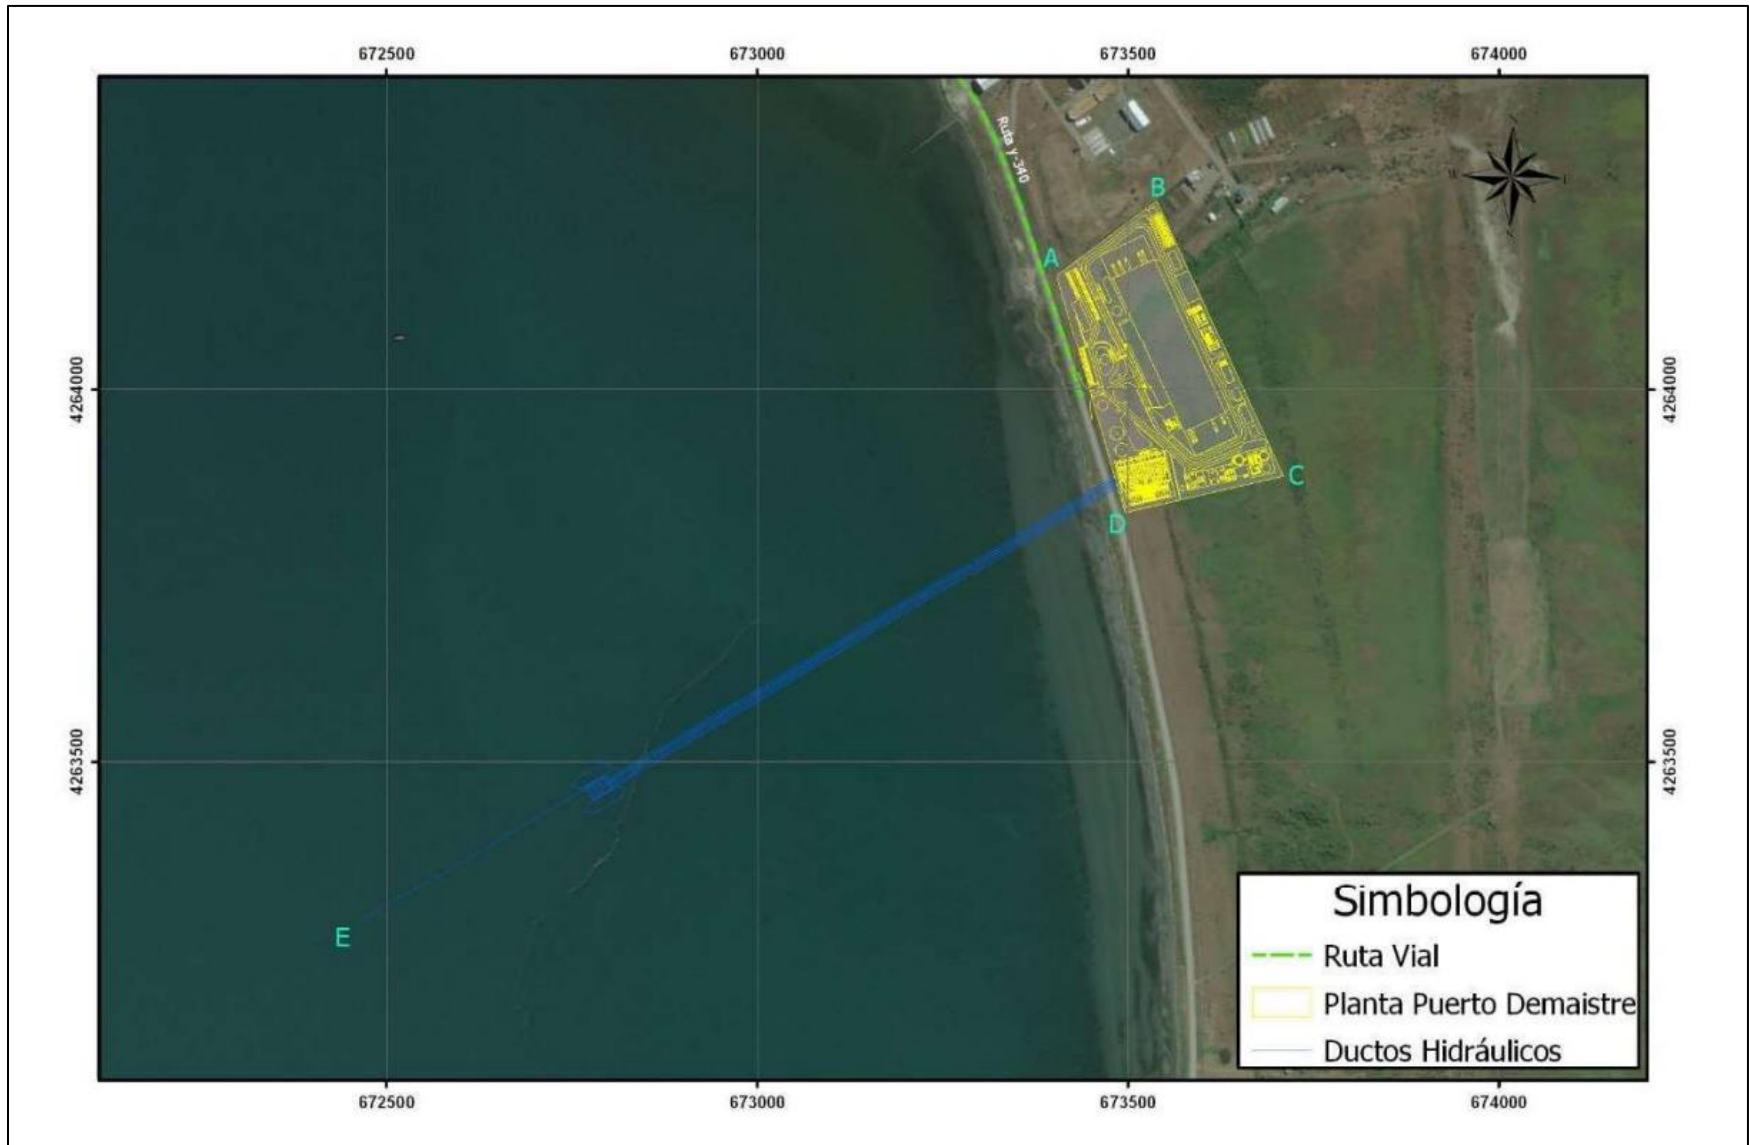 672500 673000 673500 674000
Ruta y-340
B
A
4264000 4264000
C
D
4263500 4263500
E
Simbología
Ruta Vial
Planta Puerto Demaistre
Ductos Hidráulicos
672500 673000 673500 674000